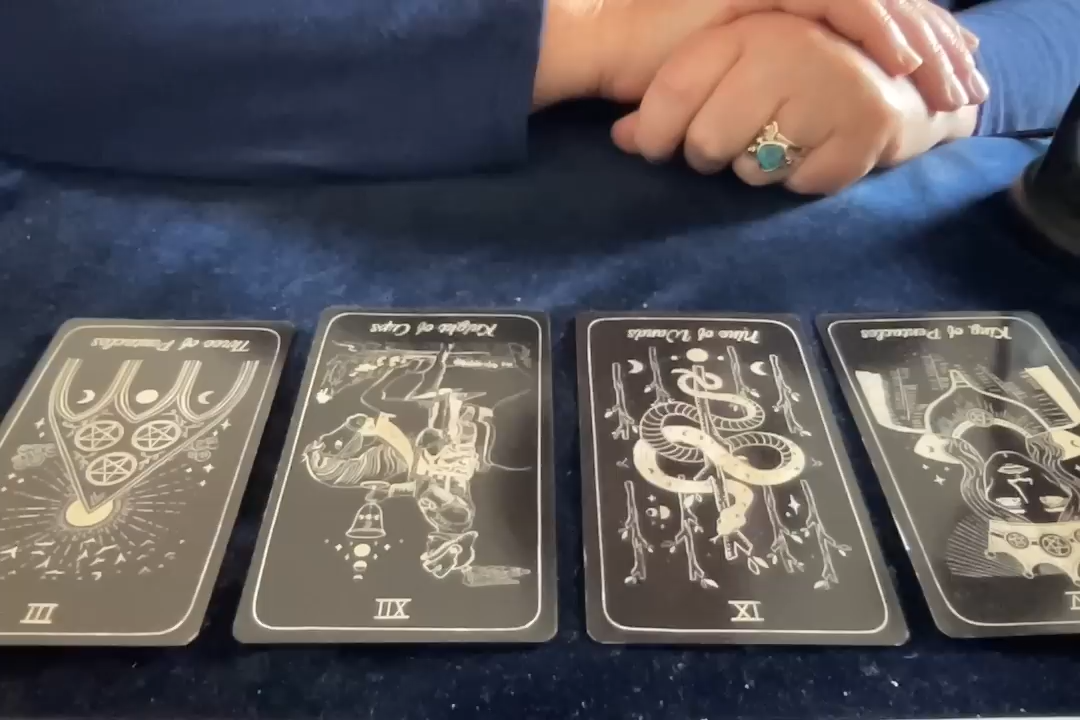 Three of Pentacles
III
Knight of Cups
XII
Nine of Wands
IX
King of Pentacles